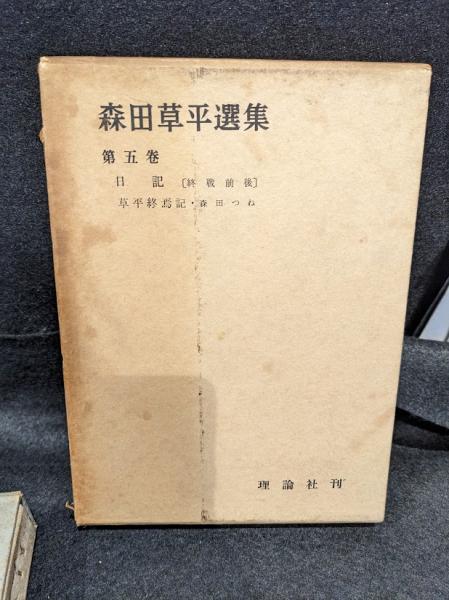 森田草平選集
第五巻
日記〔終戦前後〕
草平終焉記・森田つね
理論社刊